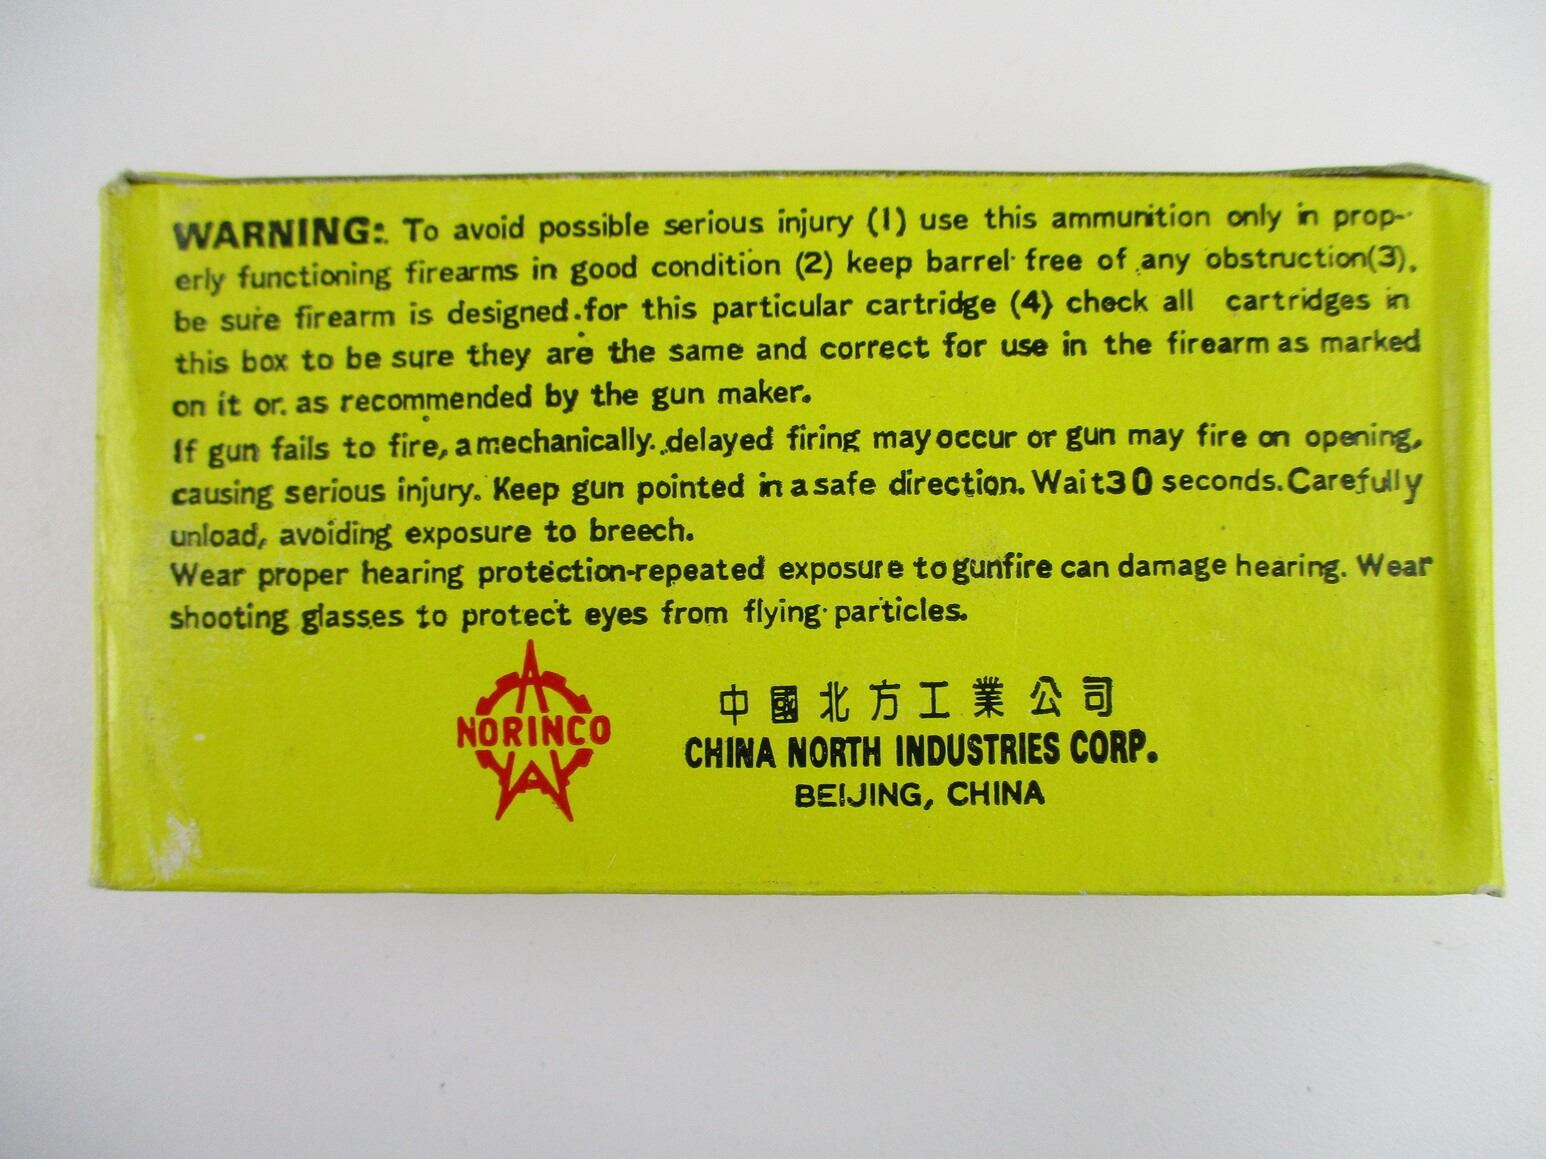 WARNING: To avoid possible serious injury (1) use this ammunition only in prop-
erly functioning firearms in good condition (2) keep barrel free of any obstruction(3),
be sure firearm is designed for this particular cartridge (4) check all cartridges in
this box to be sure they are the same and correct for use in the firearm as marked
on it or as recommended by the gun maker.
If gun fails to fire, a mechanically delayed firing may occur or gun may fire on opening,
causing serious injury. Keep gun pointed in a safe direction. Wait 30 seconds. Carefully
unload, avoiding exposure to breech.
Wear proper hearing protection-repeated exposure to gunfire can damage hearing. Wear
shooting glasses to protect eyes from flying particles.
NORINCO
中國北方工業公司
CHINA NORTH INDUSTRIES CORP.
BEIJING, CHINA